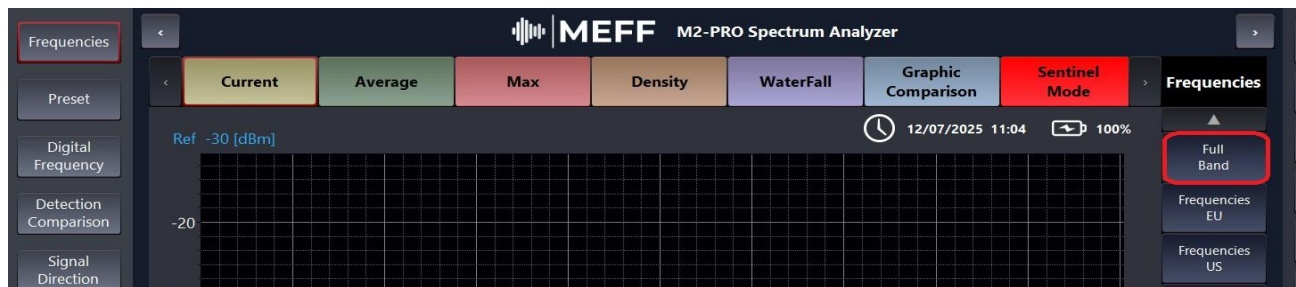 Frequencies
Preset
Digital
Frequency
Detection
Comparison
Signal
Direction
MEFF M2-PRO Spectrum Analyzer
Current
Average
Max
Density
WaterFall
Graphic
Comparison
Sentinel
Mode
Frequencies
Ref -30 [dBm]
12/07/2025 11:04 100%
-20
Full
Band
Frequencies
EU
Frequencies
US